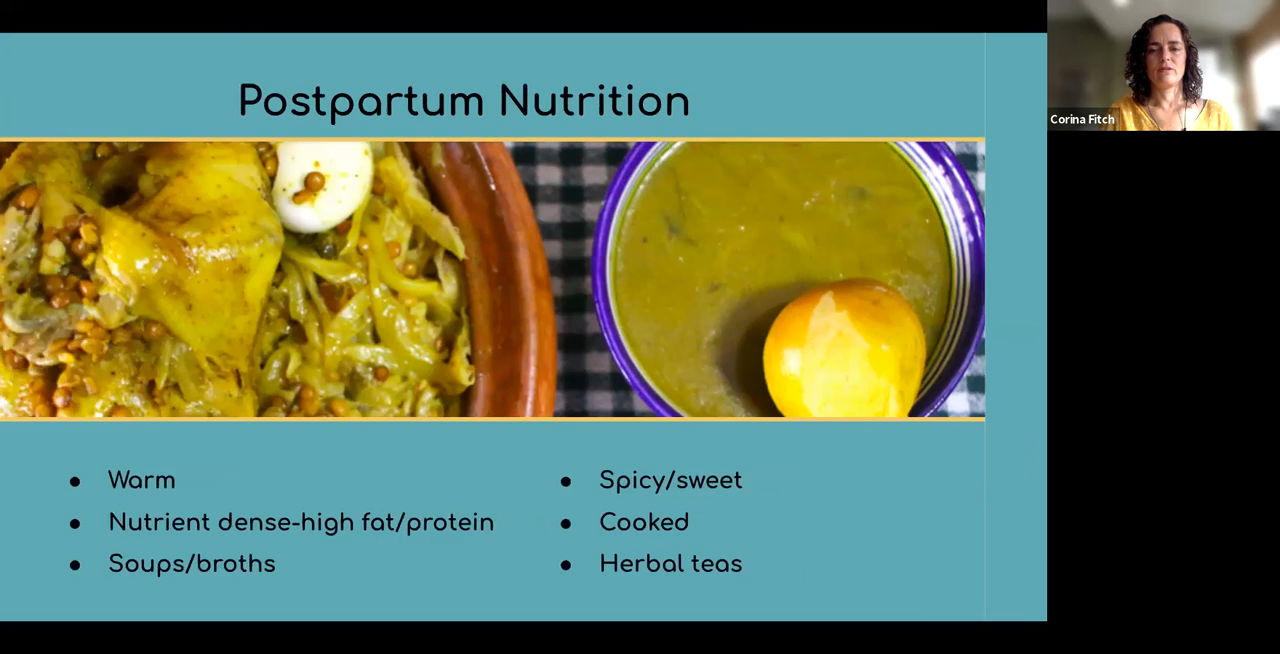 Postpartum Nutrition
Corina Fitch
● Warm
● Nutrient dense-high fat/protein
● Soups/broths
● Spicy/sweet
● Cooked
● Herbal teas